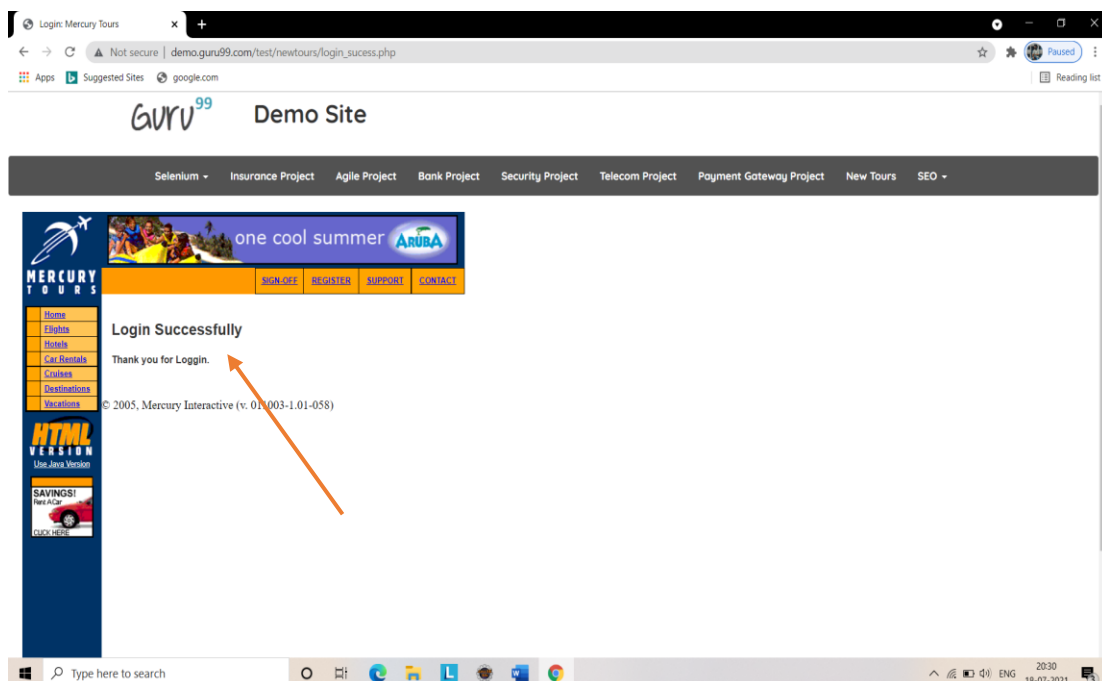 Login: Mercury Tours
Not secure | demo.guru99.com/test/newtours/login_sucess.php
Paused
Apps Suggested Sites google.com
Reading list
Guru99 Demo Site
Selenium Insurance Project Agile Project Bank Project Security Project Telecom Project Payment Gateway Project New Tours SEO
one cool summer ARUBA
MERCURY
TOURS
SIGN-OFF REGISTER SUPPORT CONTACT
Home
Flights
Hotels
Car Rentals
Cruises
Destinations
Vacations
Login Successfully
Thank you for Loggin.
© 2005, Mercury Interactive (v. 011003-1.01-058)
HTML
VERSION
Use Java Version
SAVINGS!
Rent A Car
CLICK HERE
Type here to search
L
W
ENG
20:30
18-07-2021